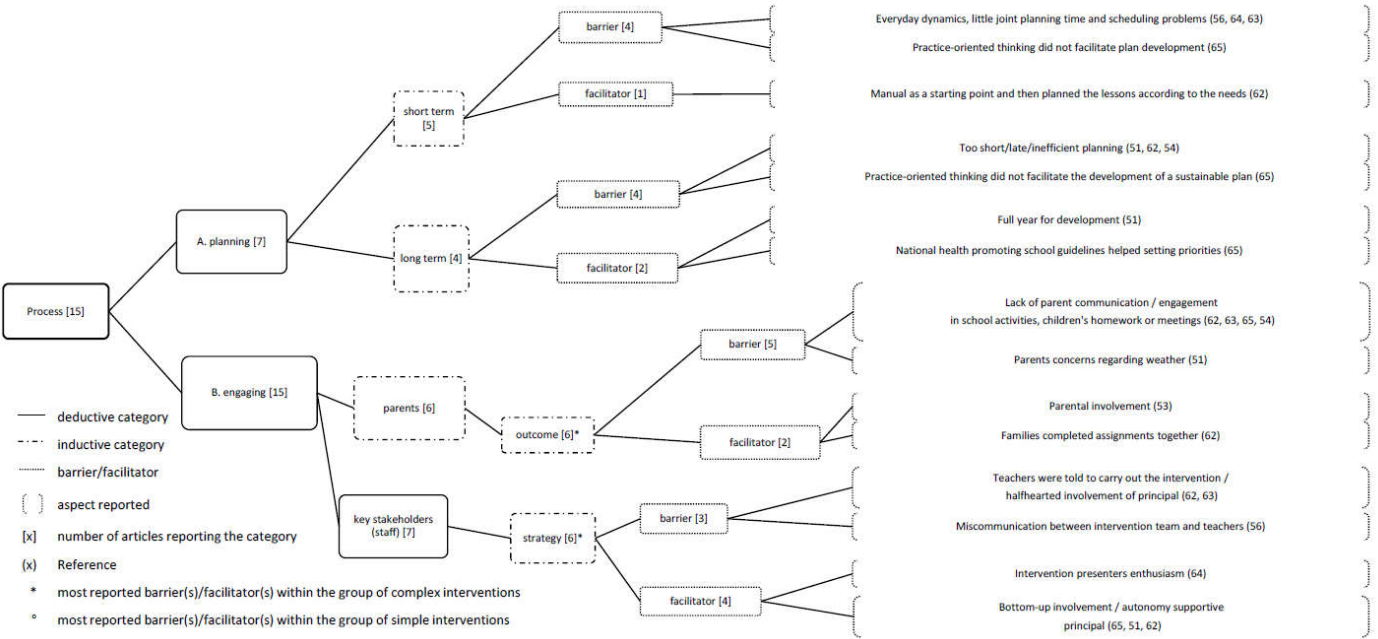 barrier [4]
Everyday dynamics, little joint planning time and scheduling problems (56, 64, 63)
Practice-oriented thinking did not facilitate plan development (65)
short term
[5]
facilitator [1]
Manual as a starting point and then planned the lessons according to the needs (62)
A. planning [7]
Too short/late/inefficient planning (51, 62, 54)
barrier [4]
Practice-oriented thinking did not facilitate the development of a sustainable plan (65)
long term [4]
Full year for development (51)
facilitator [2]
National health promoting school guidelines helped setting priorities (65)
Process [15]
Lack of parent communication / engagement
in school activities, children's homework or meetings (62, 63, 65, 54)
barrier [5]
Parents concerns regarding weather (51)
B. engaging [15]
parents [6]
outcome [6]*
Parental involvement (53)
facilitator [2]
Families completed assignments together (62)
key stakeholders
(staff) [7]
strategy [6]*
Teachers were told to carry out the intervention /
halfhearted involvement of principal (62, 63)
barrier [3]
Miscommunication between intervention team and teachers (56)
Intervention presenters enthusiasm (64)
facilitator [4]
Bottom-up involvement / autonomy supportive
principal (65, 51, 62)
deductive category
inductive category
barrier/facilitator
[ ] aspect reported
[x] number of articles reporting the category
(x) Reference
* most reported barrier(s)/facilitator(s) within the group of complex interventions
° most reported barrier(s)/facilitator(s) within the group of simple interventions